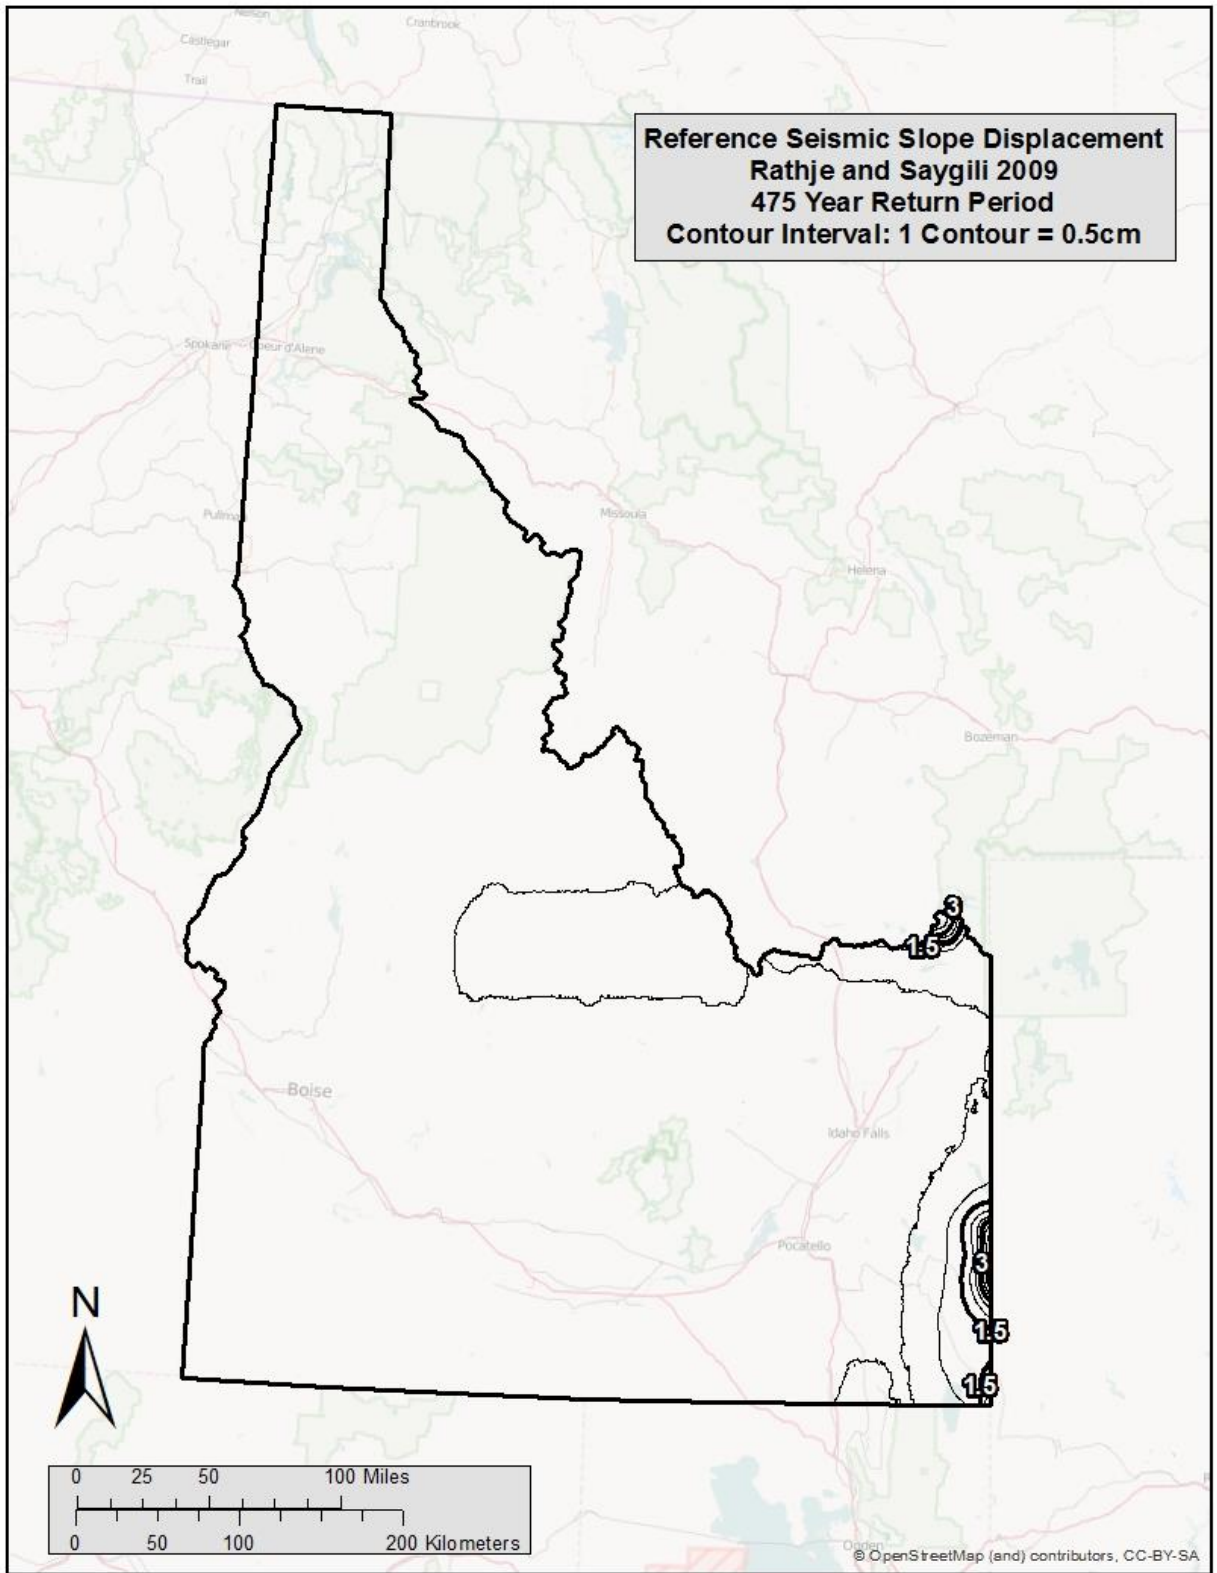 Nelson
Cranbrook
Castlegar
Trail
Reference Seismic Slope Displacement
Rathje and Saygili 2009
475 Year Return Period
Contour Interval: 1 Contour = 0.5cm
Spokane
Coeur d'Alene
Pullman
Missoula
Helena
Bozeman
3
1.5
Boise
Idaho Falls
Pocatello
3
1.5
1.5
N
0 25 50 100 Miles
0 50 100 200 Kilometers
Ogden
© OpenStreetMap (and) contributors, CC-BY-SA